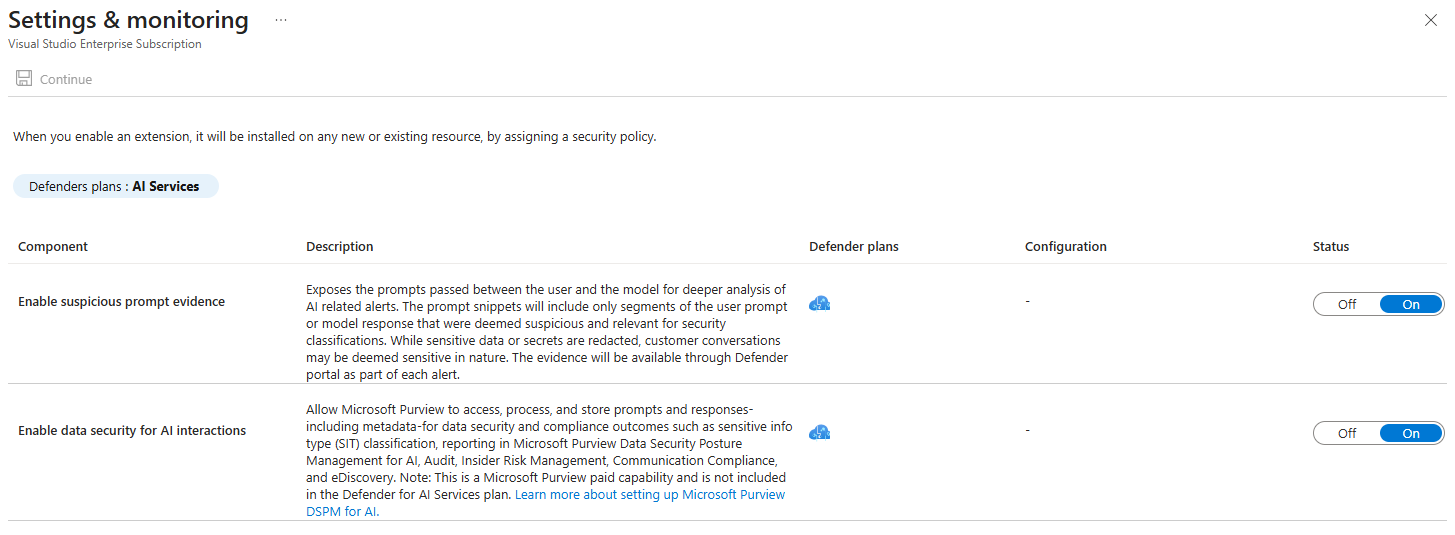 Settings & monitoring ...
Visual Studio Enterprise Subscription
Continue
When you enable an extension, it will be installed on any new or existing resource, by assigning a security policy.
Defenders plans : AI Services
Component Description Defender plans Configuration Status
Enable suspicious prompt evidence
Exposes the prompts passed between the user and the model for deeper analysis of
AI related alerts. The prompt snippets will include only segments of the user prompt
or model response that were deemed suspicious and relevant for security
classifications. While sensitive data or secrets are redacted, customer conversations
may be deemed sensitive in nature. The evidence will be available through Defender
portal as part of each alert.
-
Off On
Enable data security for AI interactions
Allow Microsoft Purview to access, process, and store prompts and responses-
including metadata-for data security and compliance outcomes such as sensitive info
type (SIT) classification, reporting in Microsoft Purview Data Security Posture
Management for AI, Audit, Insider Risk Management, Communication Compliance,
and eDiscovery. Note: This is a Microsoft Purview paid capability and is not included
in the Defender for AI Services plan. Learn more about setting up Microsoft Purview
DSPM for AI.
-
Off On